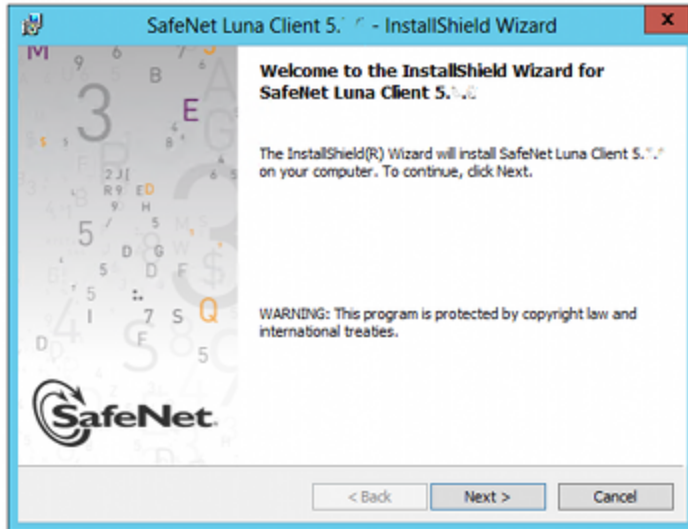 SafeNet Luna Client 5. - InstallShield Wizard
x
Welcome to the InstallShield Wizard for
SafeNet Luna Client 5.
The InstallShield(R) Wizard will install SafeNet Luna Client 5.
on your computer. To continue, click Next.
WARNING: This program is protected by copyright law and
international treaties.
SafeNet.
< Back
Next >
Cancel